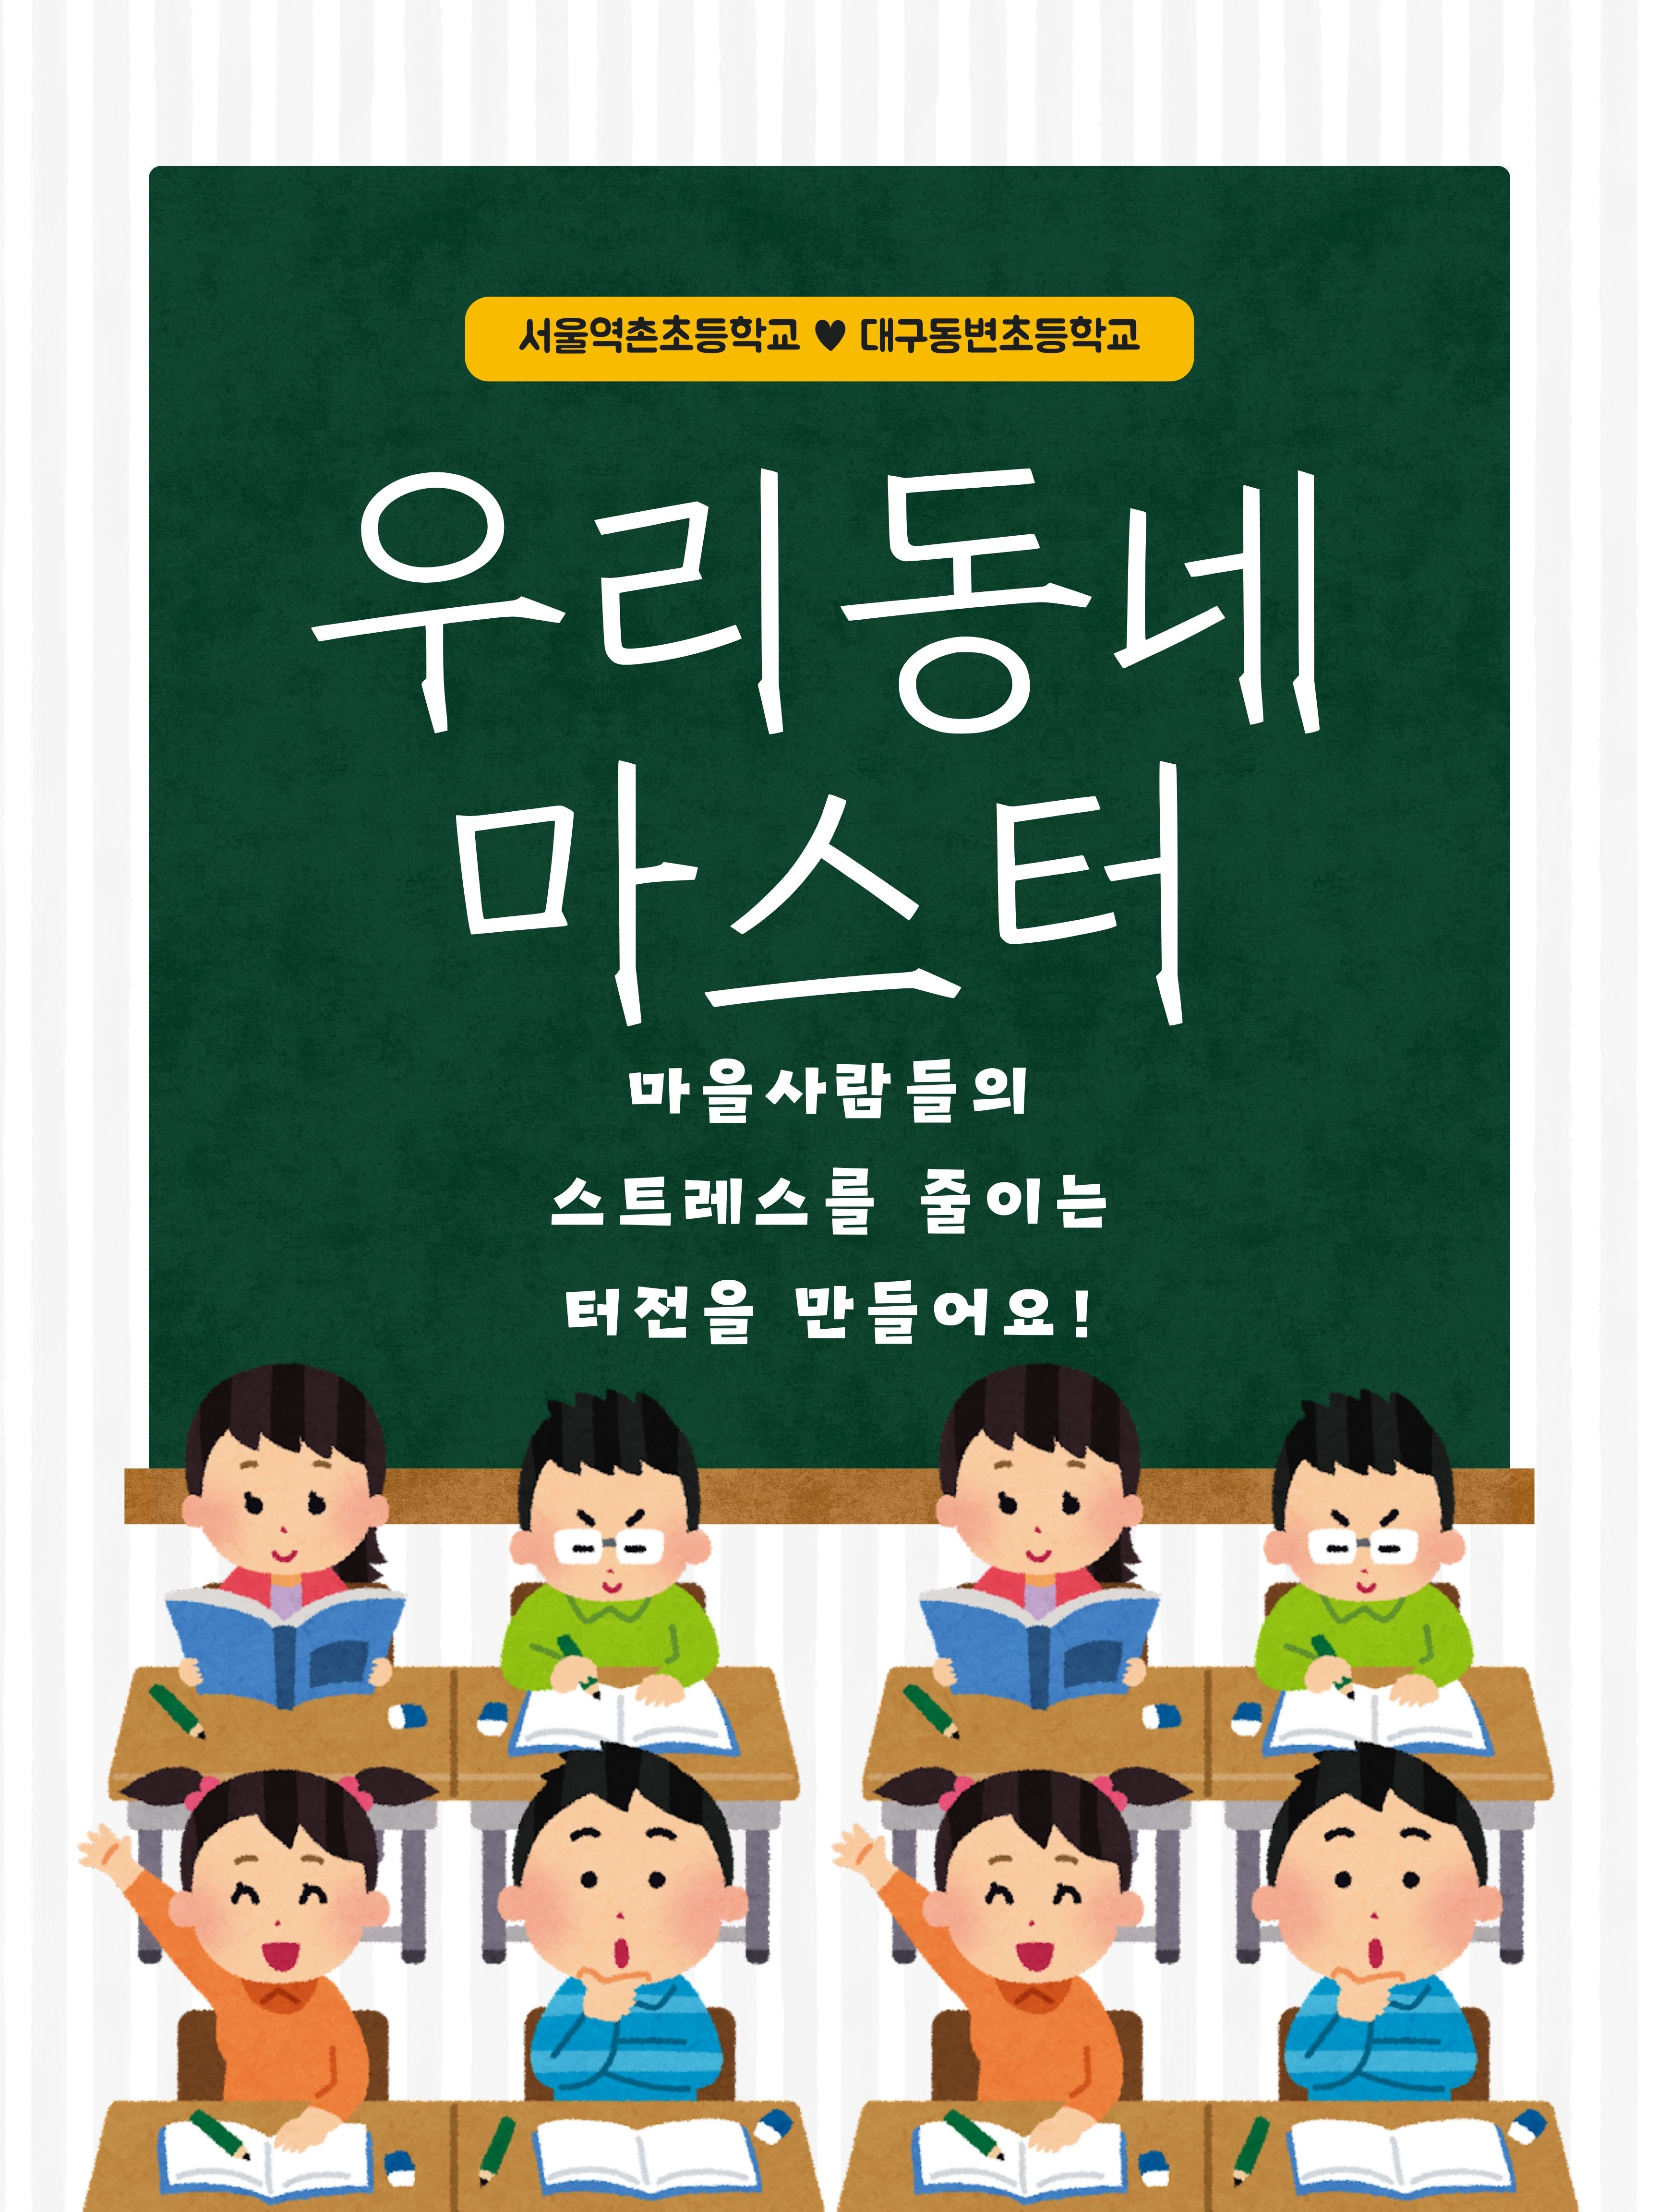 서울역촌초등학교 ♥ 대구동변초등학교
우리동네
마스터
마을사람들의
스트레스를 줄이는
터전을 만들어요!